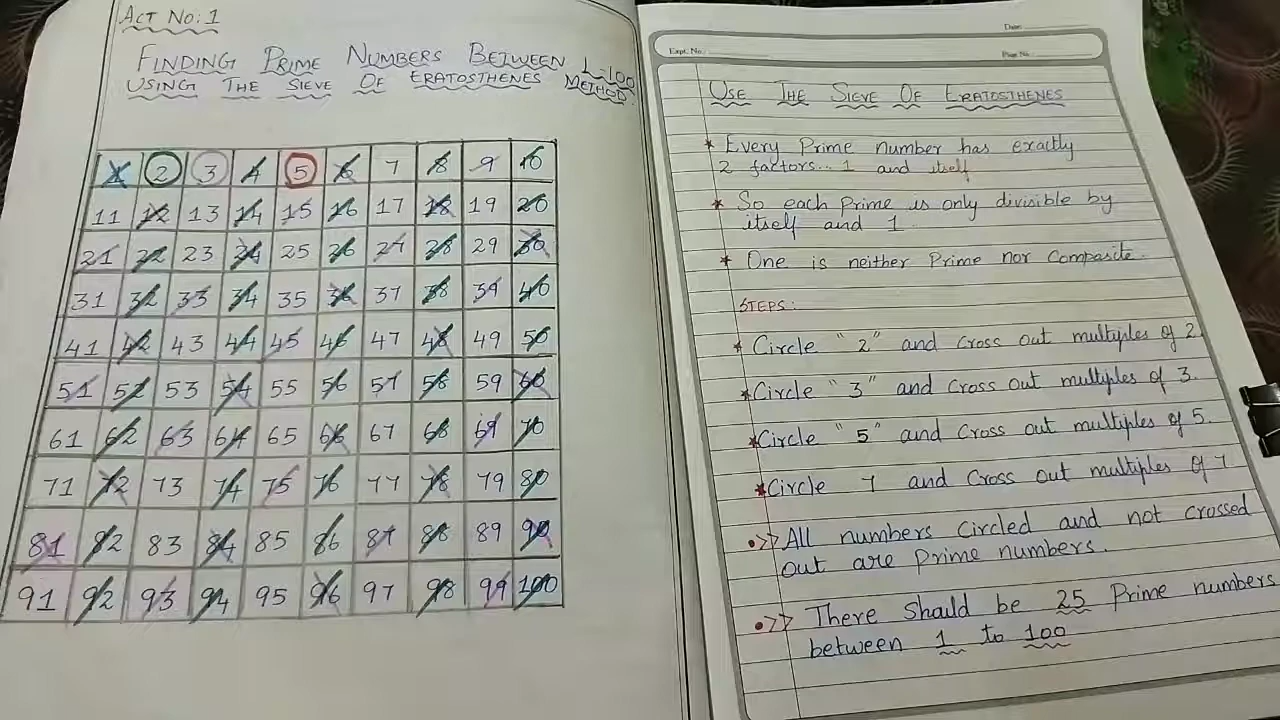 ACT NO: 1
FINDING PRIME NUMBERS BETWEEN 1-100
USING THE SIEVE OF ERATOSTHENES METHOD.
1 2 3 4 5 6 7 8 9 10
11 12 13 14 15 16 17 18 19 20
21 22 23 24 25 26 27 28 29 30
31 32 33 34 35 36 37 38 39 40
41 42 43 44 45 46 47 48 49 50
51 52 53 54 55 56 57 58 59 60
61 62 63 64 65 66 67 68 69 70
71 72 73 74 75 76 77 78 79 80
81 82 83 84 85 86 87 88 89 90
91 92 93 94 95 96 97 98 99 100
Date:
Expt. No.
Page No.
USE THE SIEVE OF ERATOSTHENES
* Every Prime number has exactly
2 factors... 1 and itself
* So each Prime is only divisible by
itself and 1.
* One is neither Prime nor Composite.
STEPS:
* Circle "2" and Cross out multiples of 2.
* Circle "3" and Cross out multiples of 3.
* Circle "5" and Cross out multiples of 5.
* Circle 7 and Cross out multiples of 7
•>> All numbers Circled and not crossed
out are Prime numbers.
•>> There should be 25 Prime numbers
between 1 to 100